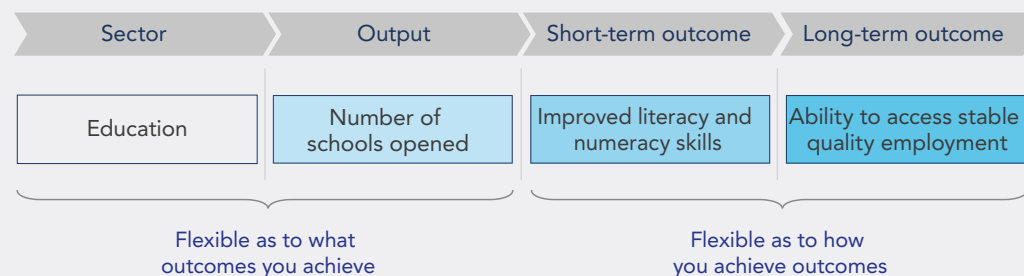 Sector
Output
Short-term outcome
Long-term outcome
Education
Number of
schools opened
Improved literacy and
numeracy skills
Ability to access stable
quality employment
Flexible as to what
outcomes you achieve
Flexible as to how
you achieve outcomes